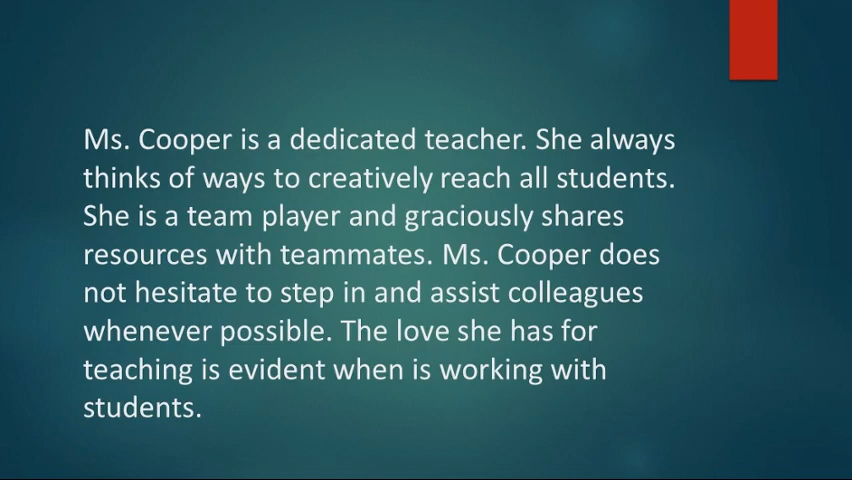 Ms. Cooper is a dedicated teacher. She always
thinks of ways to creatively reach all students.
She is a team player and graciously shares
resources with teammates. Ms. Cooper does
not hesitate to step in and assist colleagues
whenever possible. The love she has for
teaching is evident when is working with
students.